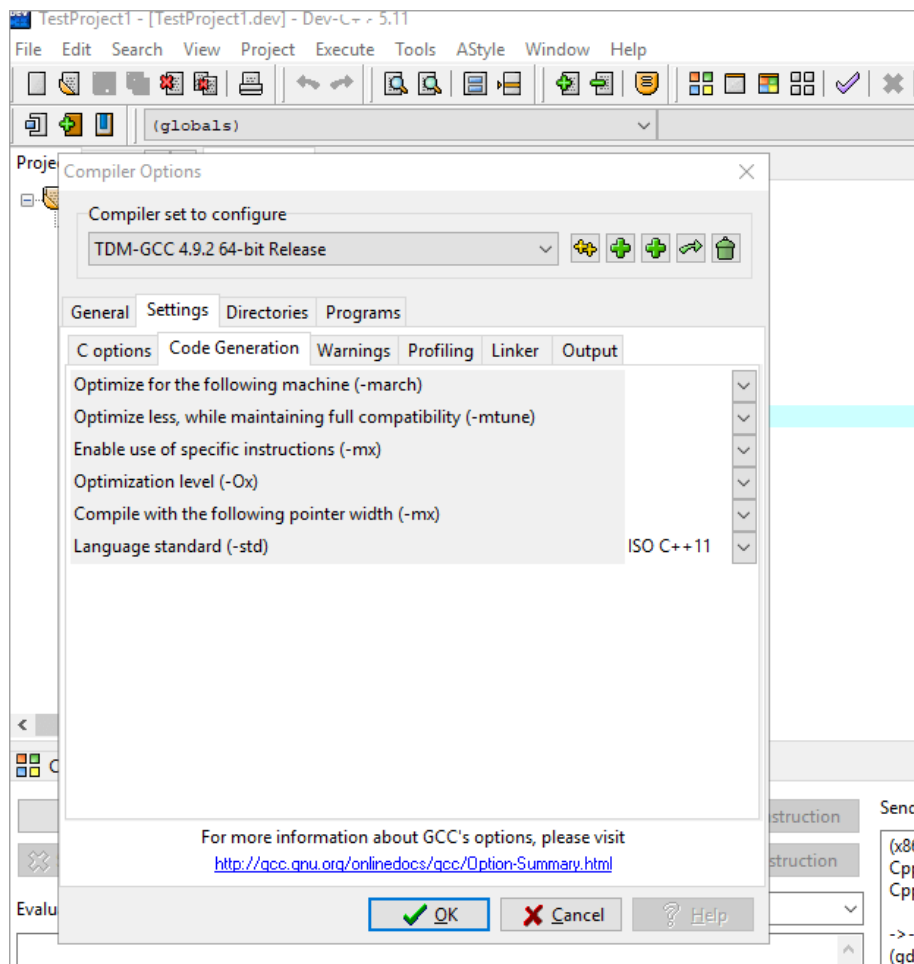 TestProject1 - [TestProject1.dev] - Dev-C++ 5.11
File Edit Search View Project Execute Tools AStyle Window Help
(globals)
Proje
Compiler Options
Compiler set to configure
TDM-GCC 4.9.2 64-bit Release
General Settings Directories Programs
C options Code Generation Warnings Profiling Linker Output
Optimize for the following machine (-march)
Optimize less, while maintaining full compatibility (-mtune)
Enable use of specific instructions (-mx)
Optimization level (-Ox)
Compile with the following pointer width (-mx)
Language standard (-std) ISO C++11
C
struction Send
For more information about GCC's options, please visit
(x86
http://gcc.gnu.org/onlinedocs/gcc/Option-Summary.html
struction Cpp
Cpp
Evalu OK Cancel Help
->-
(gd